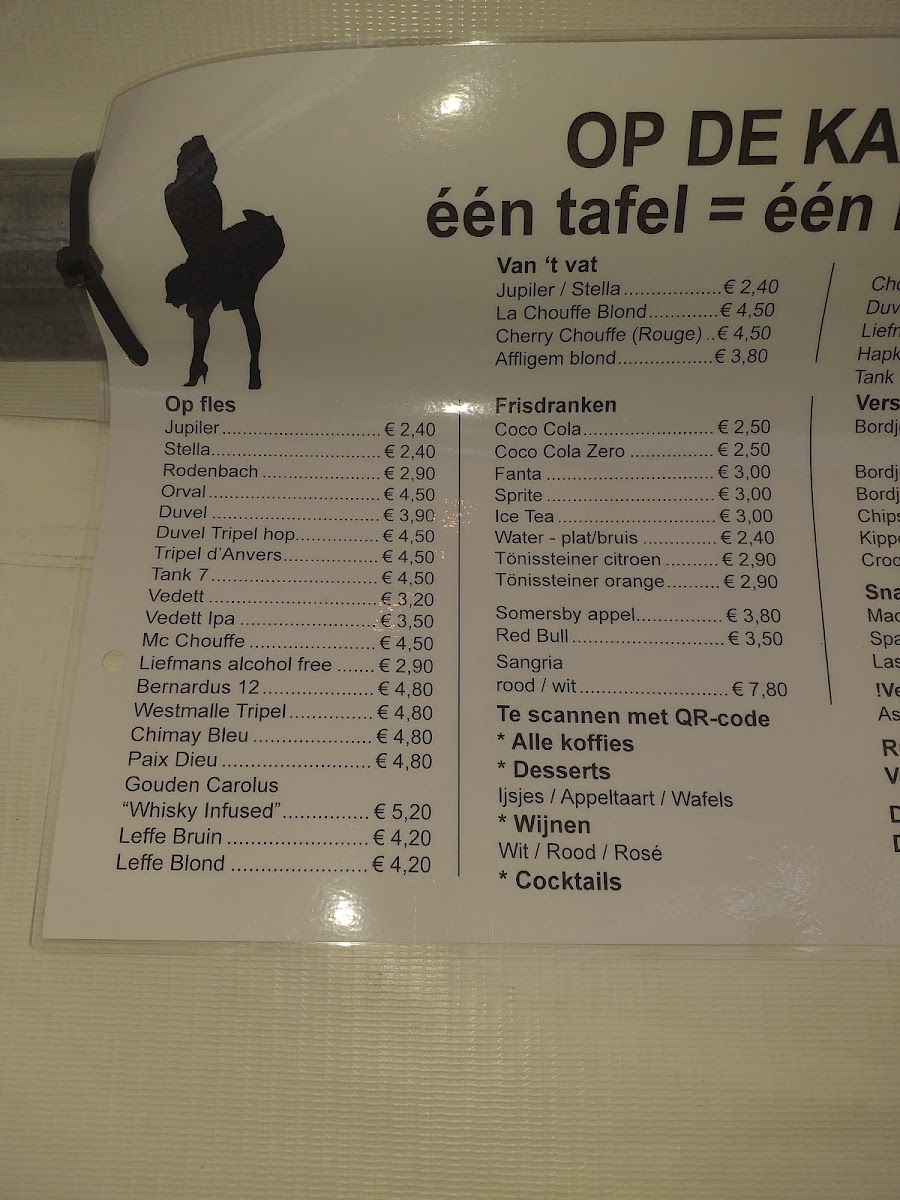 OP DE
één tafel = één
Van 't vat
Jupiler / Stella..................€ 2,40
La Chouffe Blond.............€ 4,50
Cherry Chouffe (Rouge) ..€ 4,50
Affligem blond..................€ 3,80
Op fles
Jupiler............................. € 2,40
Stella............................... € 2,40
Rodenbach ..................... € 2,90
Orval............................... € 4,50
Duvel .............................. € 3,90
Duvel Tripel hop............... € 4,50
Tripel d'Anvers................. € 4,50
Tank 7............................. € 4,50
Vedett ............................. € 3,20
Vedett Ipa ....................... € 3,50
Mc Chouffe ..................... € 4,50
Liefmans alcohol free ...... € 2,90
Bernardus 12.................. € 4,80
Westmalle Tripel............. € 4,80
Chimay Bleu .................. € 4,80
Paix Dieu ....................... € 4,80
Gouden Carolus
“Whisky Infused”............... € 5,20
Leffe Bruin ....................... € 4,20
Leffe Blond ...................... € 4,20
Frisdranken
Coco Cola........................ € 2,50
Coco Cola Zero ............... € 2,50
Fanta ............................... € 3,00
Sprite ............................... € 3,00
Ice Tea............................. € 3,00
Water - plat/bruis ............. € 2,40
Tönissteiner citroen ......... € 2,90
Tönissteiner orange......... € 2,90
Somersby appel............... € 3,80
Red Bull........................... € 3,50
Sangria
rood / wit.......................... € 7,80
Te scannen met QR-code
* Alle koffies
* Desserts
Ijsjes / Appeltaart / Wafels
* Wijnen
Wit / Rood / Rosé
* Cocktails
Tank